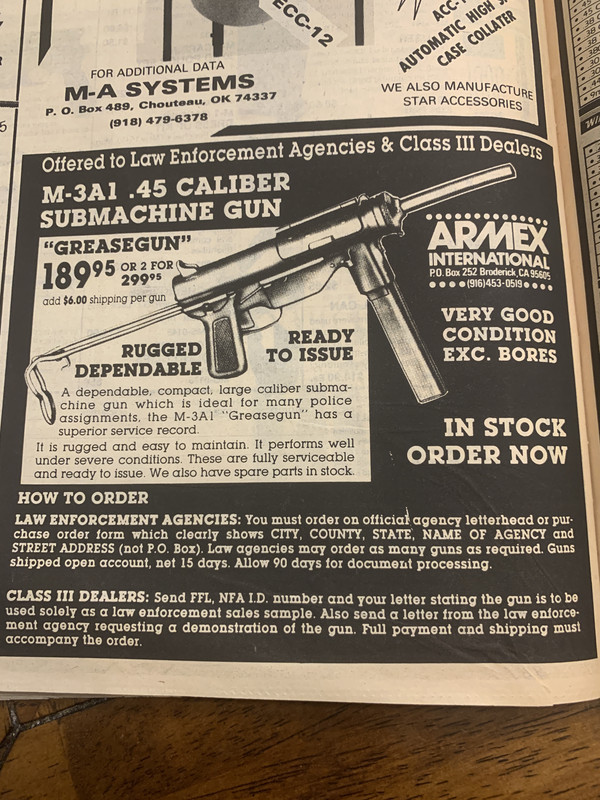 ECC-12
ACC-
AUTOMATIC HIGH
CASE COLLATER
FOR ADDITIONAL DATA
M-A SYSTEMS
P. O. Box 489, Chouteau, OK 74337
(918) 479-6378
WE ALSO MANUFACTURE
STAR ACCESSORIES
Offered to Law Enforcement Agencies & Class III Dealers
M-3A1 .45 CALIBER
SUBMACHINE GUN
"GREASEGUN"
189⁹⁵ OR 2 FOR
299⁹⁵
add $6.00 shipping per gun
ARMEX
INTERNATIONAL
P.O. Box 252 Broderick, CA 95605
(916) 453-0519
RUGGED
DEPENDABLE
READY
TO ISSUE
VERY GOOD
CONDITION
EXC. BORES
A dependable, compact, large caliber subma-
chine gun which is ideal for many police
assignments, the M-3A1 "Greasegun" has a
superior service record.
It is rugged and easy to maintain. It performs well
under severe conditions. These are fully serviceable
and ready to issue. We also have spare parts in stock.
IN STOCK
ORDER NOW
HOW TO ORDER
LAW ENFORCEMENT AGENCIES: You must order on official agency letterhead or pur-
chase order form which clearly shows CITY, COUNTY, STATE, NAME OF AGENCY and
STREET ADDRESS (not P.O. Box). Law agencies may order as many guns as required. Guns
shipped open account, net 15 days. Allow 90 days for document processing.
CLASS III DEALERS: Send FFL, NFA I.D. number and your letter stating the gun is to be
used solely as a law enforcement sales sample. Also send a letter from the law enforce-
ment agency requesting a demonstration of the gun. Full payment and shipping must
accompany the order.